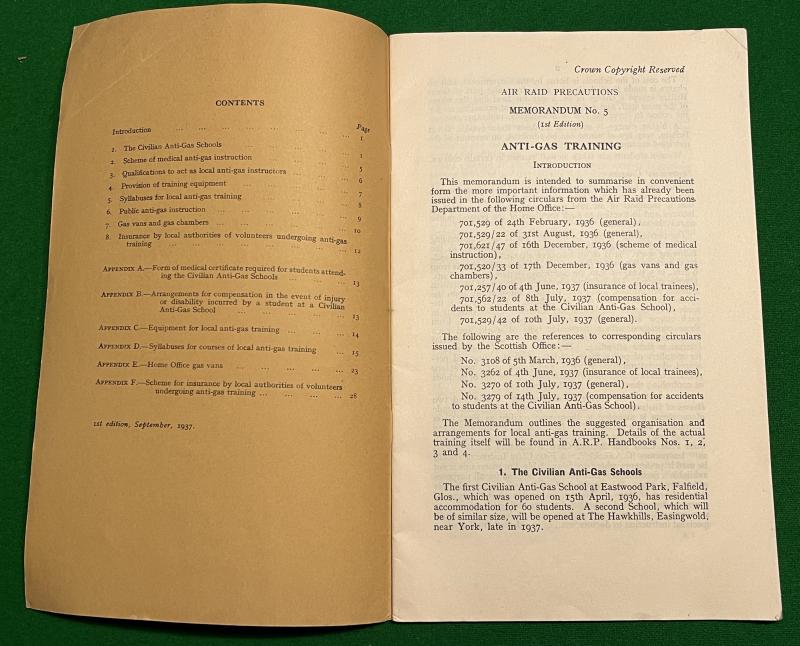 CONTENTS
Page
Introduction ... ... ... ... ... ... ... 1
1. The Civilian Anti-Gas Schools ... ... ... ... 1
2. Scheme of medical anti-gas instruction ... ... ... 1
3. Qualifications to act as local anti-gas instructors ... ... 5
4. Provision of training equipment ... ... ... ... 6
5. Syllabuses for local anti-gas training ... ... ... 7
6. Public anti-gas instruction ... ... ... ... 8
7. Gas vans and gas chambers ... ... ... ... 9
8. Insurance by local authorities of volunteers undergoing anti-gas 10
training ... ... ... ... ... ... 12
APPENDIX A.—Form of medical certificate required for students attend-
ing the Civilian Anti-Gas Schools ... ... ... 13
APPENDIX B.—Arrangements for compensation in the event of injury
or disability incurred by a student at a Civilian
Anti-Gas School ... ... ... ... 13
APPENDIX C.—Equipment for local anti-gas training ... ... ... 14
APPENDIX D.—Syllabuses for courses of local anti-gas training ... 15
APPENDIX E.—Home Office gas vans ... ... ... ... ... 23
APPENDIX F.—Scheme for insurance by local authorities of volunteers
undergoing anti-gas training ... ... ... ... 28
1st edition, September, 1937.
Crown Copyright Reserved
AIR RAID PRECAUTIONS
MEMORANDUM No. 5
(1st Edition)
ANTI-GAS TRAINING
INTRODUCTION
This memorandum is intended to summarise in convenient
form the more important information which has already been
issued in the following circulars from the Air Raid Precautions
Department of the Home Office:—
701,529 of 24th February, 1936 (general),
701,529/22 of 31st August, 1936 (general),
701,621/47 of 16th December, 1936 (scheme of medical
instruction),
701,520/33 of 17th December, 1936 (gas vans and gas
chambers),
701,257/40 of 4th June, 1937 (insurance of local trainees),
701,562/22 of 8th July, 1937 (compensation for acci-
dents to students at the Civilian Anti-Gas School),
701,529/42 of 10th July, 1937 (general).
The following are the references to corresponding circulars
issued by the Scottish Office:—
No. 3108 of 5th March, 1936 (general),
No. 3262 of 4th June, 1937 (insurance of local trainees),
No. 3270 of 10th July, 1937 (general),
No. 3279 of 14th July, 1937 (compensation for accidents
to students at the Civilian Anti-Gas School).
The Memorandum outlines the suggested organisation and
arrangements for local anti-gas training. Details of the actual
training itself will be found in A.R.P. Handbooks Nos. 1, 2,
3 and 4.
1. The Civilian Anti-Gas Schools
The first Civilian Anti-Gas School at Eastwood Park, Falfield,
Glos., which was opened on 15th April, 1936, has residential
accommodation for 60 students. A second School, which will
be of similar size, will be opened at The Hawkhills, Easingwold,
near York, late in 1937.